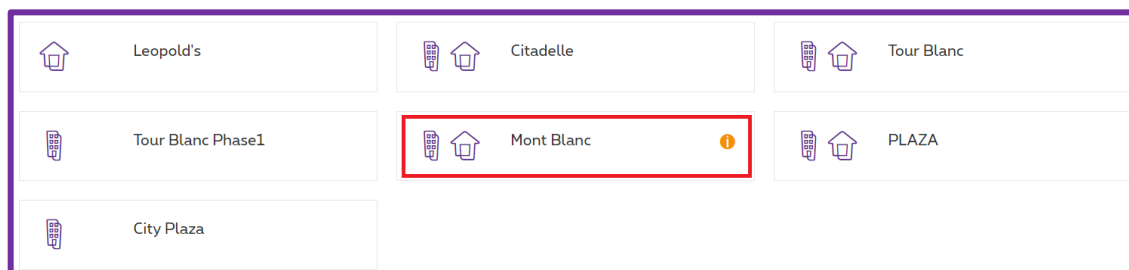 Leopold's
Citadelle
Tour Blanc
Tour Blanc Phase1
Mont Blanc
PLAZA
City Plaza